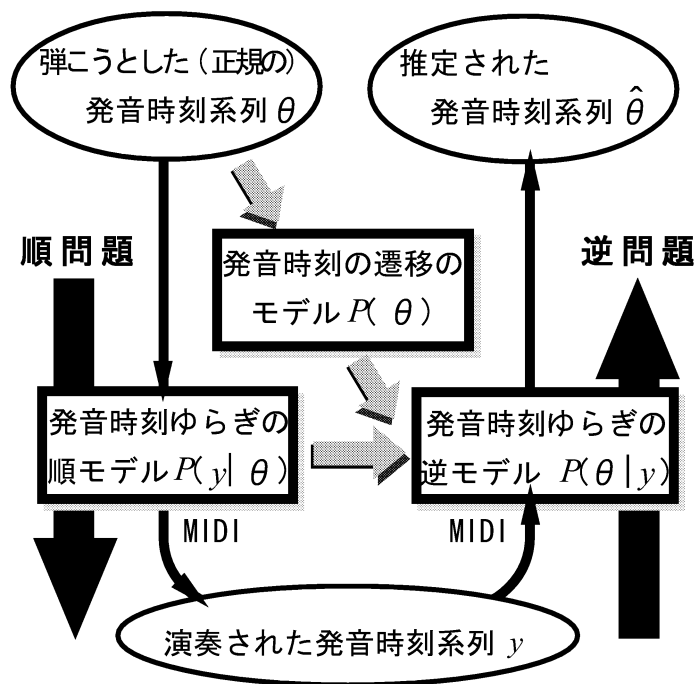 弾こうとした(正規の)
発音時刻系列 θ
推定された
発音時刻系列 θ̂
順問題
逆問題
発音時刻の遷移の
モデル P( θ )
発音時刻ゆらぎの
順モデル P( y| θ )
発音時刻ゆらぎの
逆モデル P( θ | y )
MIDI
MIDI
演奏された発音時刻系列 y